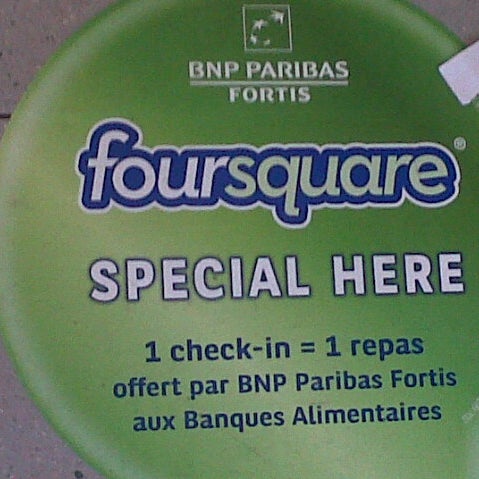 BNP PARIBAS
FORTIS
foursquare®
SPECIAL HERE
1 check-in = 1 repas
offert par BNP Paribas Fortis
aux Banques Alimentaires